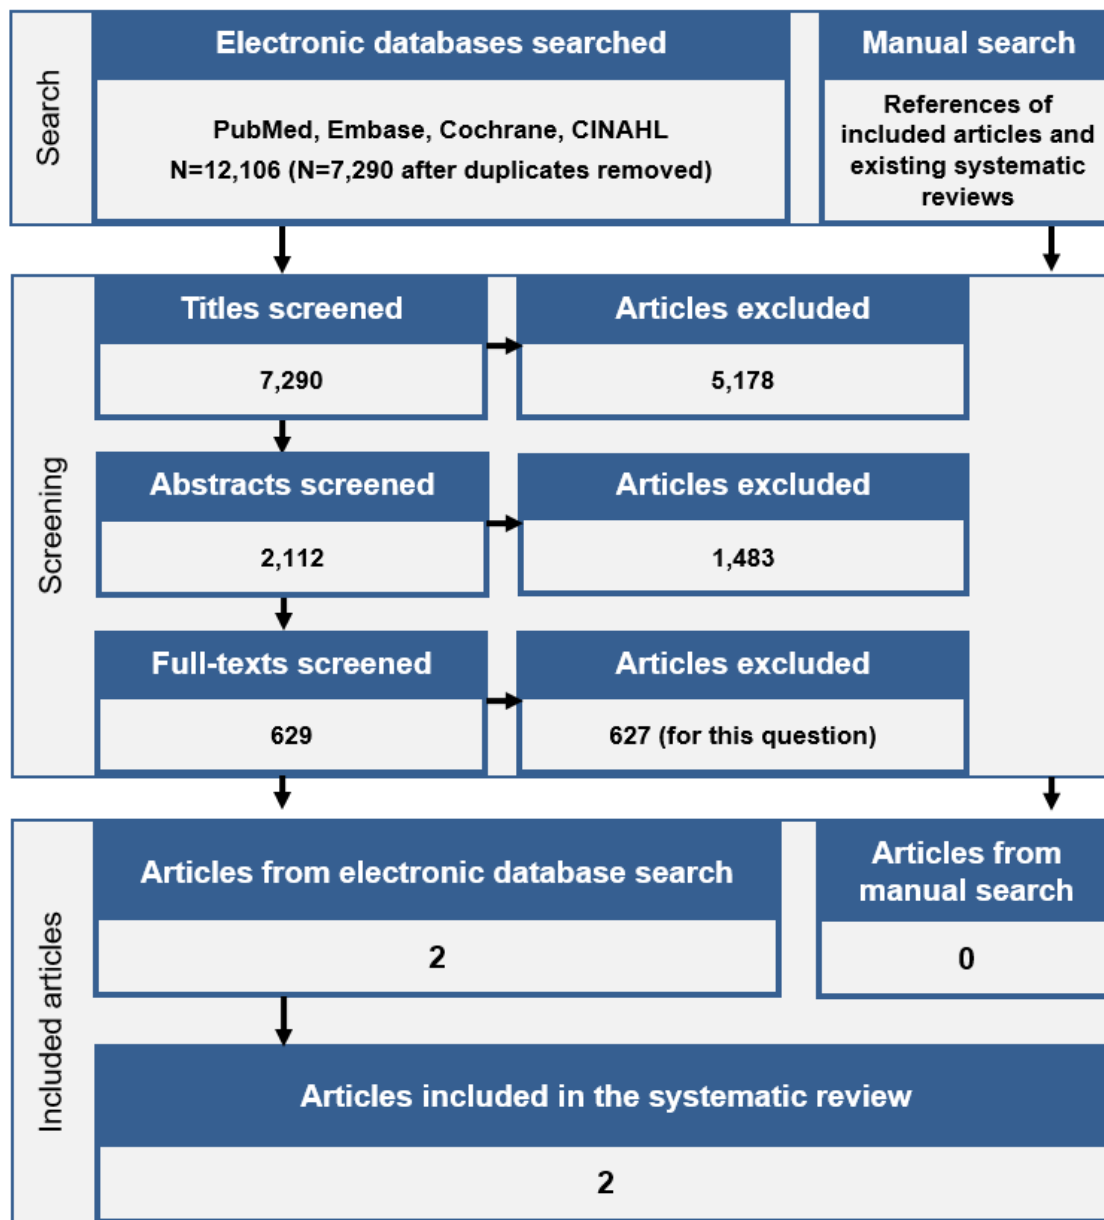 Search
Electronic databases searched
PubMed, Embase, Cochrane, CINAHL
N=12,106 (N=7,290 after duplicates removed)
Manual search
References of
included articles and
existing systematic
reviews
Screening
Titles screened
7,290
Articles excluded
5,178
Abstracts screened
2,112
Articles excluded
1,483
Full-texts screened
629
Articles excluded
627 (for this question)
Included articles
Articles from electronic database search
2
Articles from
manual search
0
Articles included in the systematic review
2